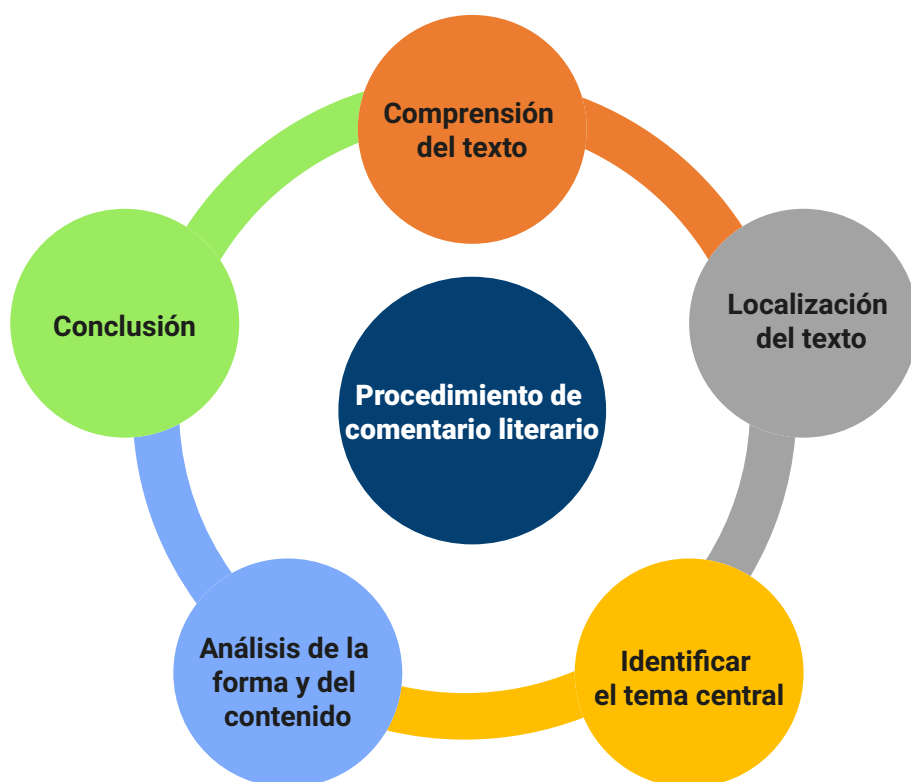 Comprensión
del texto
Localización
del texto
Identificar
el tema central
Análisis de la
forma y del
contenido
Conclusión
Procedimiento de
comentario literario